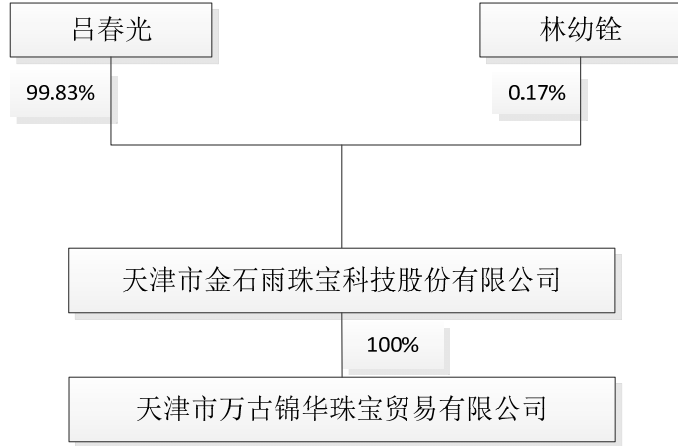 吕春光
林幼铨
99.83%
0.17%
天津市金石雨珠宝科技股份有限公司
100%
天津市万古锦华珠宝贸易有限公司